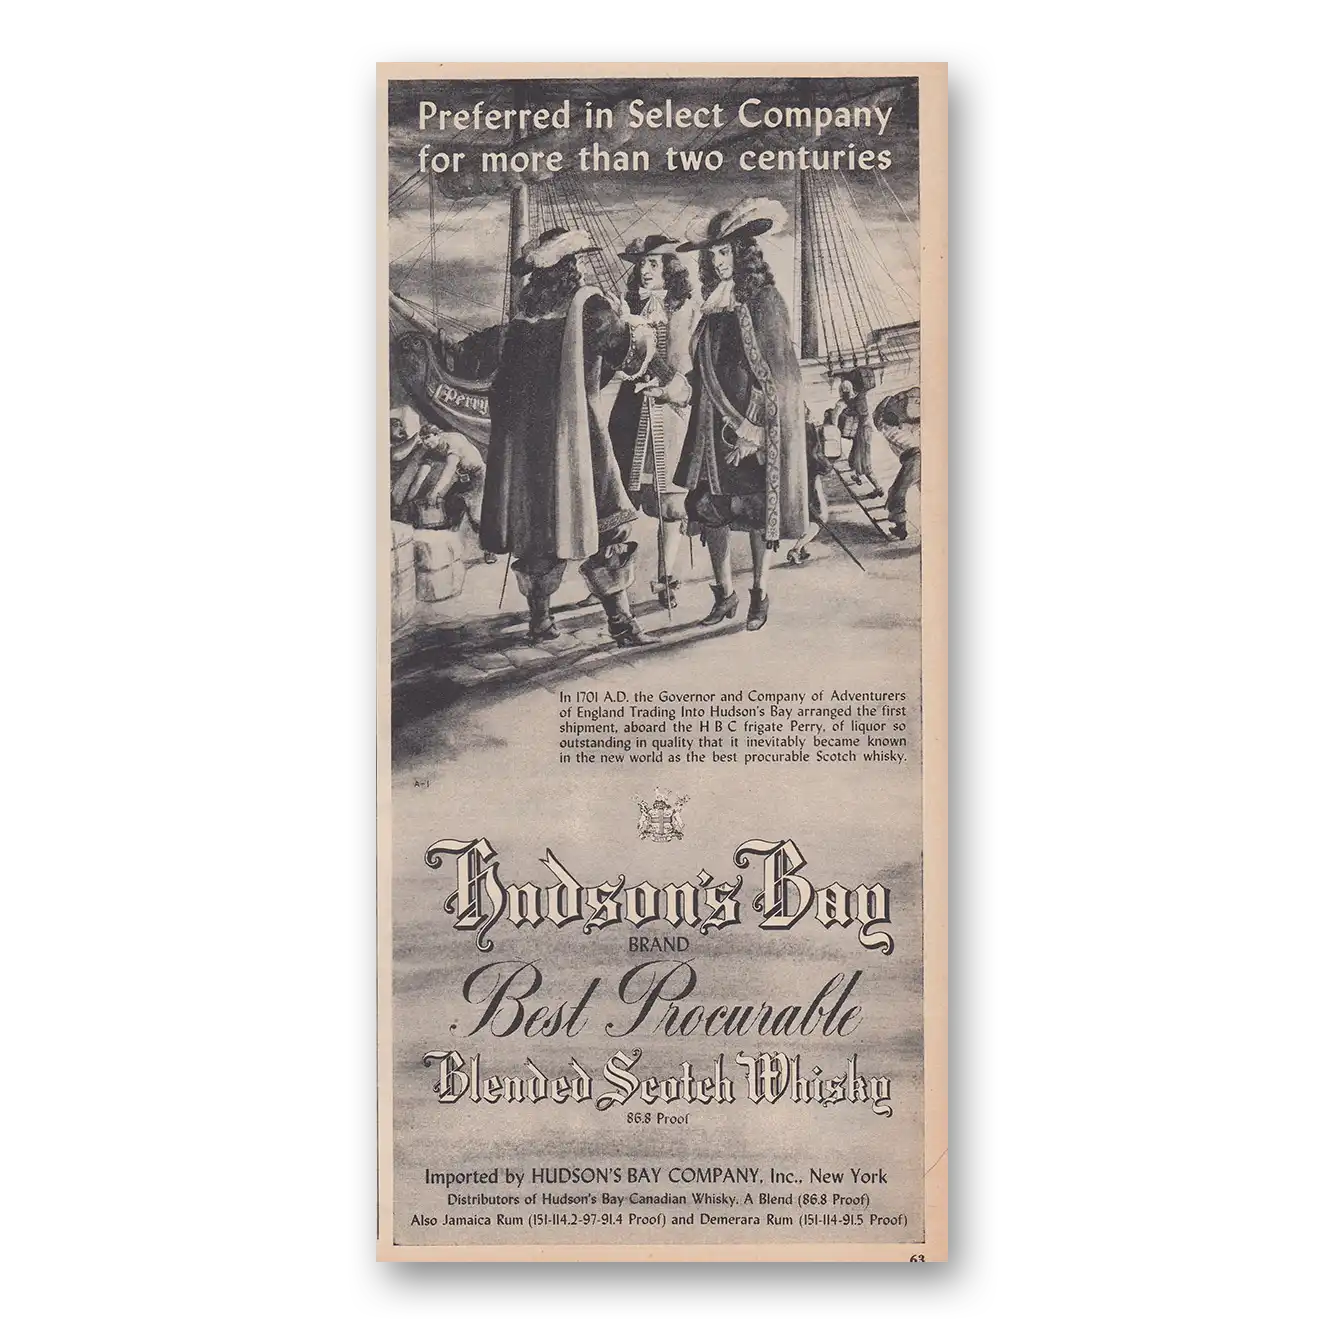 Preferred in Select Company
for more than two centuries
Perry
In 1701 A.D. the Governor and Company of Adventurers
of England Trading Into Hudson's Bay arranged the first
shipment, aboard the H B C frigate Perry, of liquor so
outstanding in quality that it inevitably became known
in the new world as the best procurable Scotch whisky.
A-1
Hudson's Bay
BRAND
Best Procurable
Blended Scotch Whisky
86.8 Proof
Imported by HUDSON'S BAY COMPANY, Inc., New York
Distributors of Hudson's Bay Canadian Whisky, A Blend (86.8 Proof)
Also Jamaica Rum (151-114.2-97-91.4 Proof) and Demerara Rum (151-114-91.5 Proof)
63